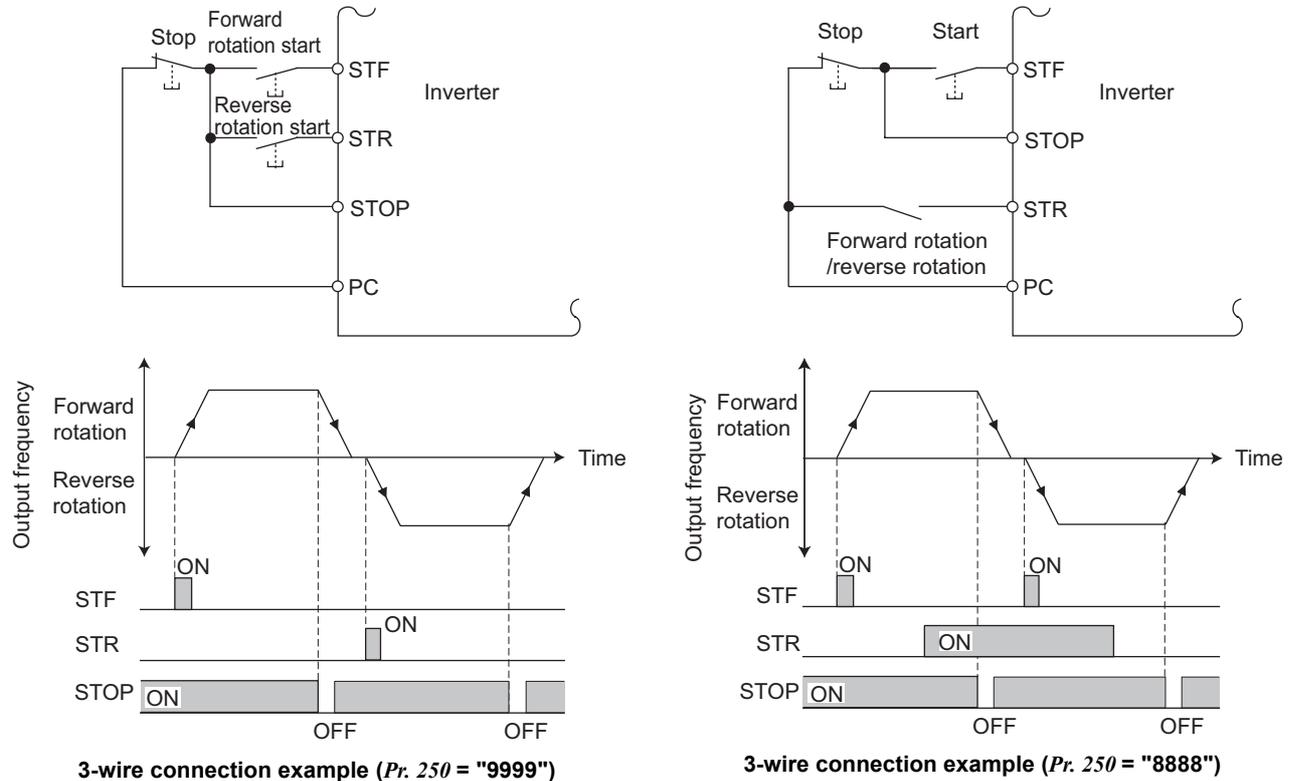 Stop
Forward
rotation start
STF
Inverter
Reverse
rotation start
STR
STOP
PC
Output frequency
Forward
rotation
Reverse
rotation
Time
ON
STF
STR
ON
STOP
ON
OFF
OFF
3-wire connection example (Pr. 250 = "9999")
Stop
Start
STF
Inverter
STOP
STR
Forward rotation
/reverse rotation
PC
Output frequency
Forward
rotation
Reverse
rotation
Time
ON
ON
STF
STR
ON
STOP
ON
OFF
OFF
3-wire connection example (Pr. 250 = "8888")